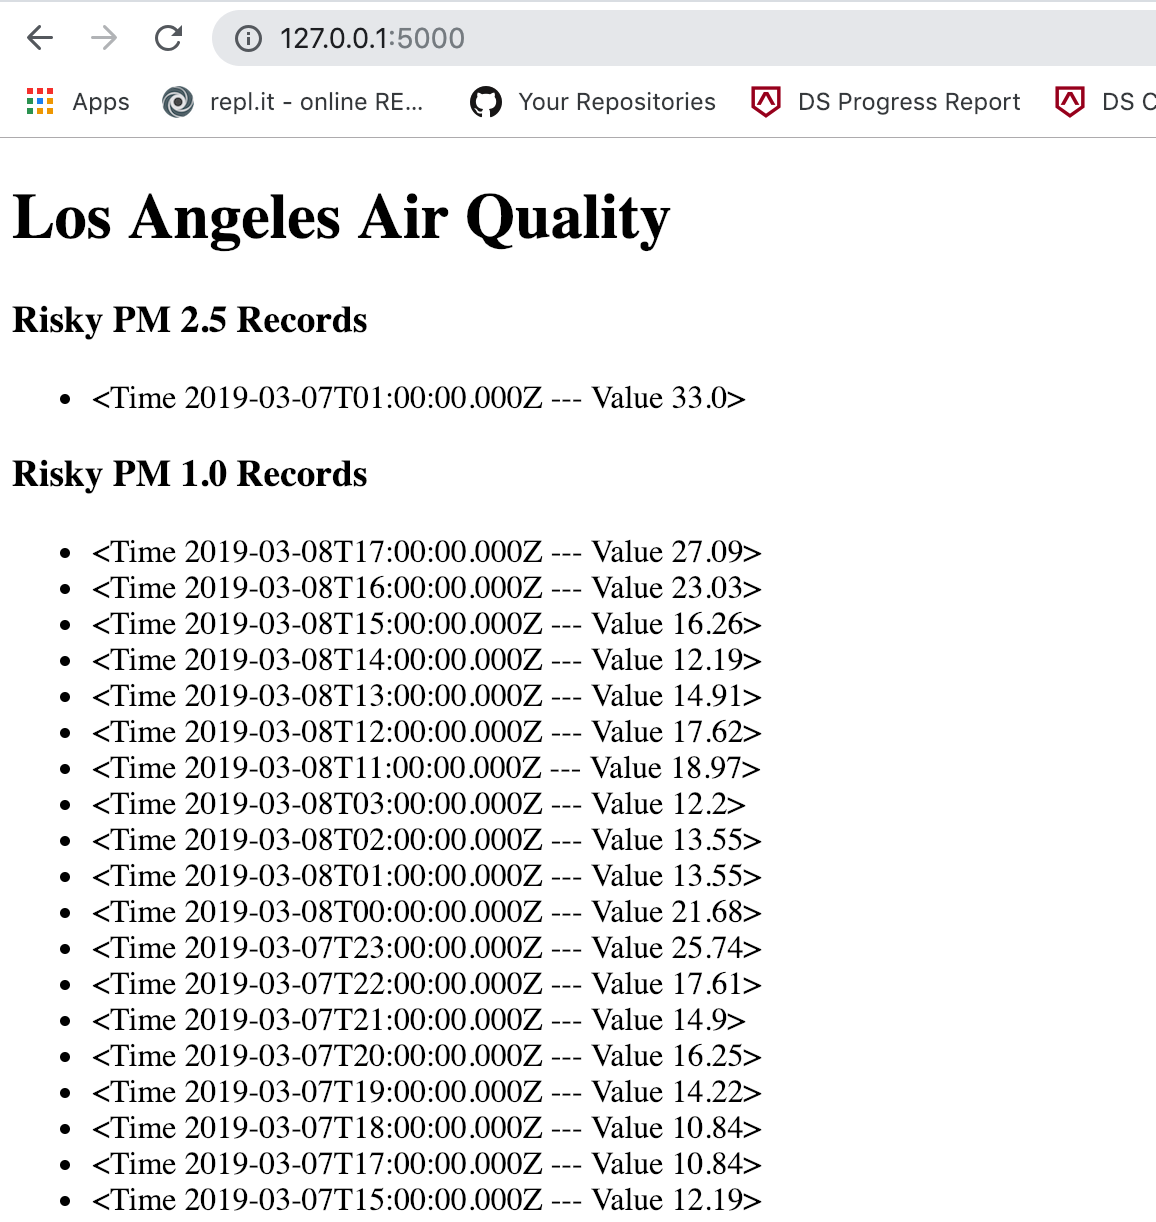 127.0.0.1:5000
Apps repl.it - online RE... Your Repositories DS Progress Report DS C
Los Angeles Air Quality
Risky PM 2.5 Records
<Time 2019-03-07T01:00:00.000Z --- Value 33.0>
Risky PM 1.0 Records
<Time 2019-03-08T17:00:00.000Z --- Value 27.09>
<Time 2019-03-08T16:00:00.000Z --- Value 23.03>
<Time 2019-03-08T15:00:00.000Z --- Value 16.26>
<Time 2019-03-08T14:00:00.000Z --- Value 12.19>
<Time 2019-03-08T13:00:00.000Z --- Value 14.91>
<Time 2019-03-08T12:00:00.000Z --- Value 17.62>
<Time 2019-03-08T11:00:00.000Z --- Value 18.97>
<Time 2019-03-08T03:00:00.000Z --- Value 12.2>
<Time 2019-03-08T02:00:00.000Z --- Value 13.55>
<Time 2019-03-08T01:00:00.000Z --- Value 13.55>
<Time 2019-03-08T00:00:00.000Z --- Value 21.68>
<Time 2019-03-07T23:00:00.000Z --- Value 25.74>
<Time 2019-03-07T22:00:00.000Z --- Value 17.61>
<Time 2019-03-07T21:00:00.000Z --- Value 14.9>
<Time 2019-03-07T20:00:00.000Z --- Value 16.25>
<Time 2019-03-07T19:00:00.000Z --- Value 14.22>
<Time 2019-03-07T18:00:00.000Z --- Value 10.84>
<Time 2019-03-07T17:00:00.000Z --- Value 10.84>
<Time 2019-03-07T15:00:00.000Z --- Value 12.19>